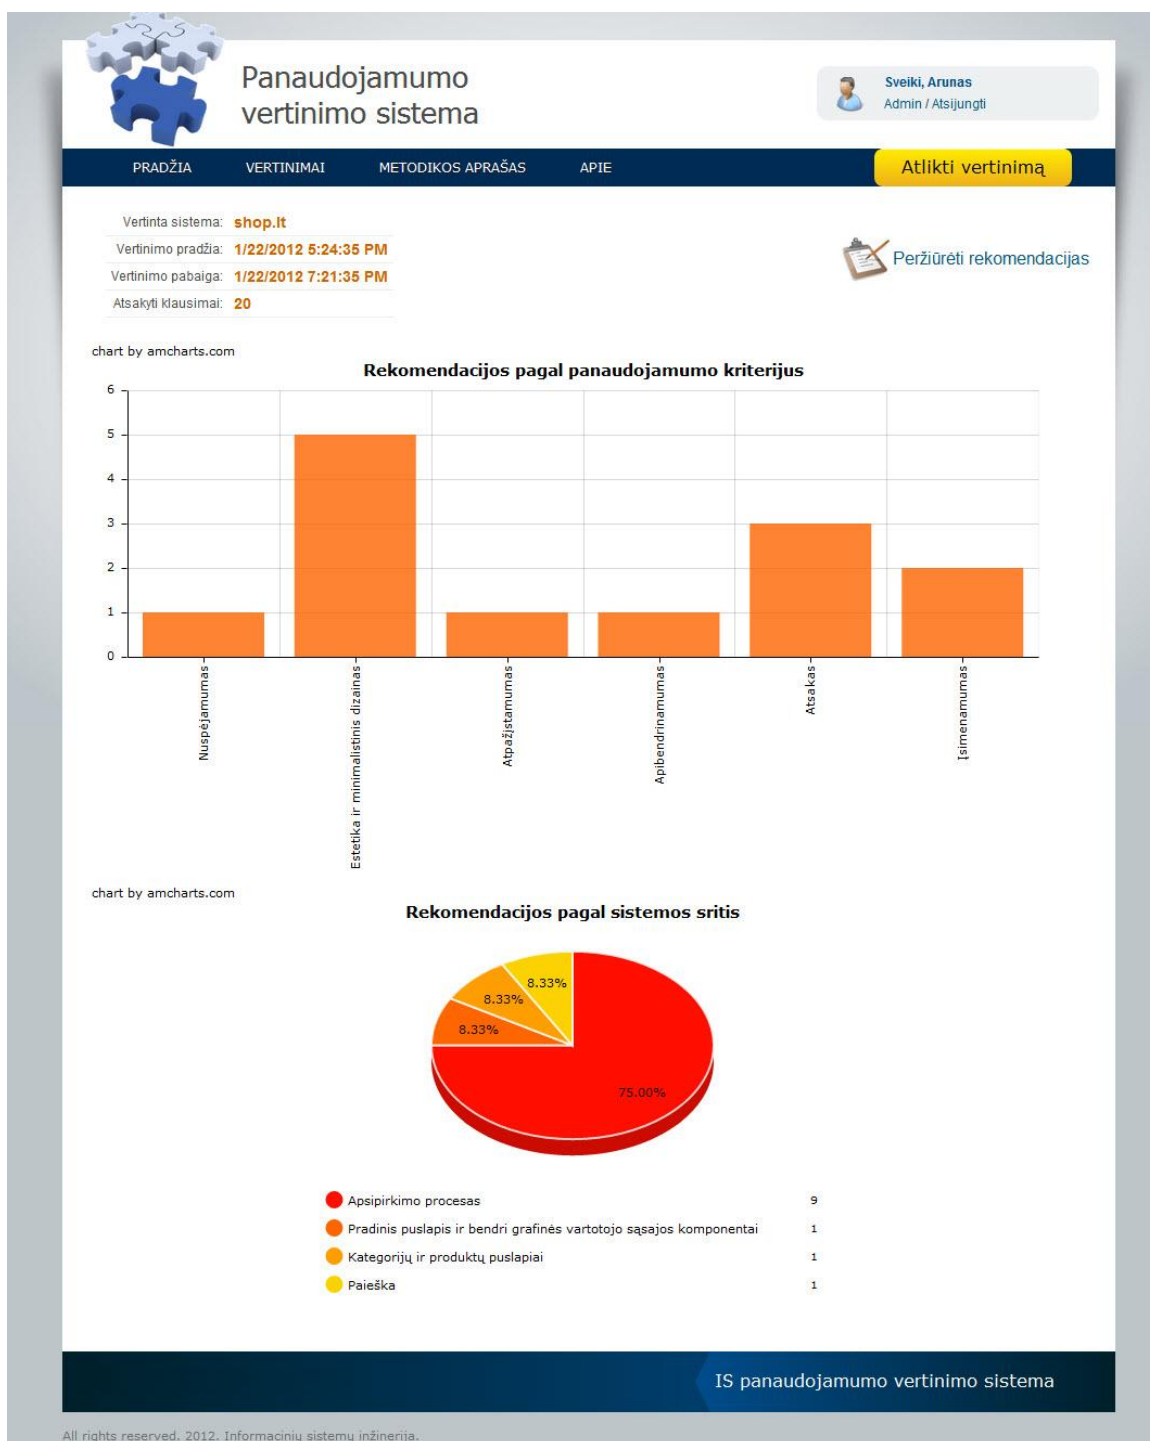 Panaudojamumo
vertinimo sistema
Sveiki, Arunas
Admin / Atsijungti
PRADŽIA VERTINIMAI METODIKOS APRAŠAS APIE Atlikti vertinimą
Vertinta sistema: shop.lt
Vertinimo pradžia: 1/22/2012 5:24:35 PM
Vertinimo pabaiga: 1/22/2012 7:21:35 PM
Atsakyti klausimai: 20
Peržiūrėti rekomendacijas
chart by amcharts.com
Rekomendacijos pagal panaudojamumo kriterijus
6
5
4
3
2
1
0
Nuspėjamumas
Estetika ir minimalistinis dizainas
Atpažįstamumas
Apibendrinamumas
Atsakas
Įsimenamumas
chart by amcharts.com
Rekomendacijos pagal sistemos sritis
8.33%
8.33%
8.33%
75.00%
Apsipirkimo procesas 9
Pradinis puslapis ir bendri grafinės vartotojo sąsajos komponentai 1
Kategorijų ir produktų puslapiai 1
Paieška 1
IS panaudojamumo vertinimo sistema
All rights reserved. 2012. Informacinių sistemų inžinerija.